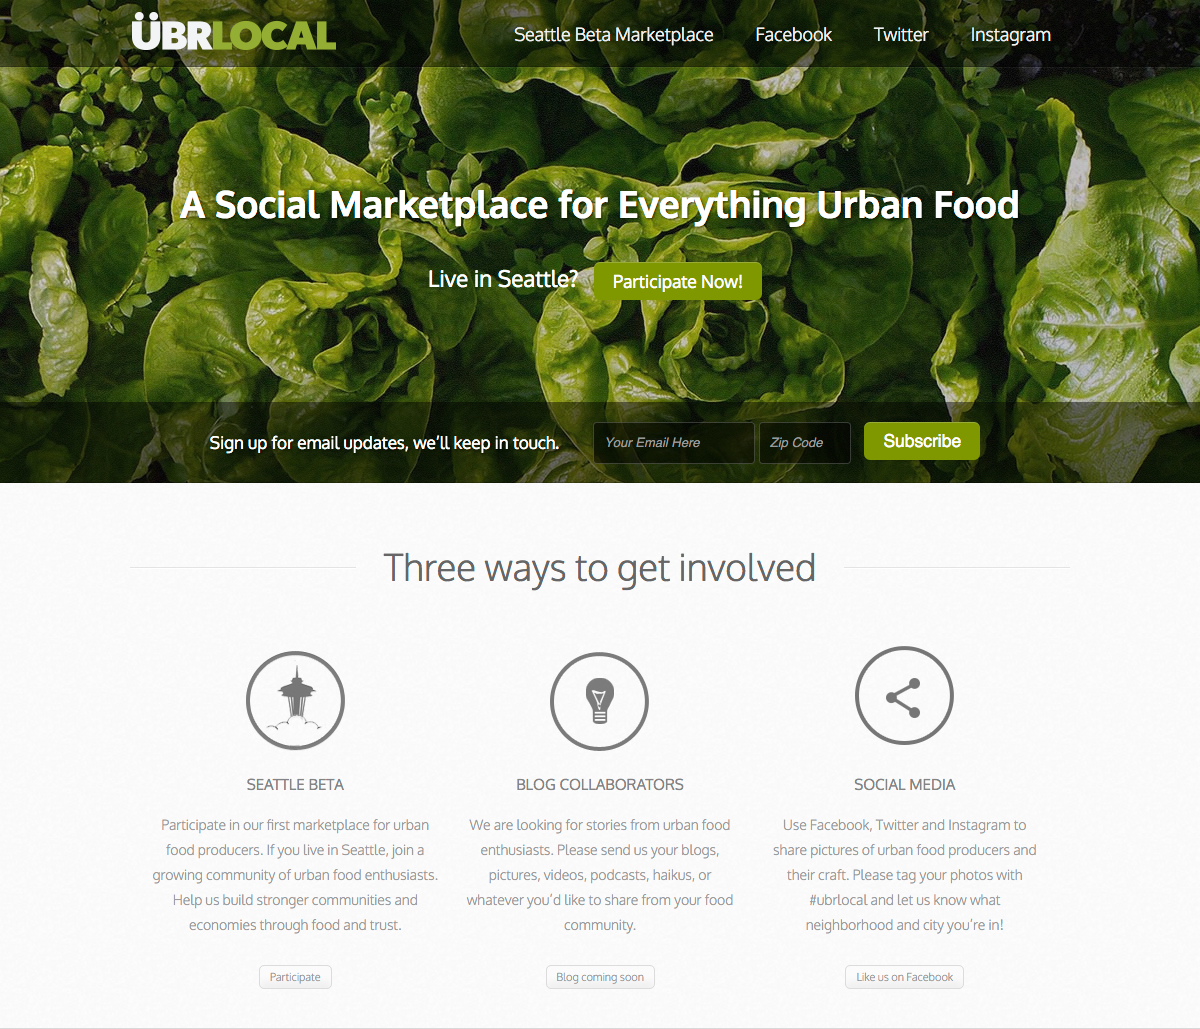 ÜBRLOCAL
Seattle Beta Marketplace Facebook Twitter Instagram
A Social Marketplace for Everything Urban Food
Live in Seattle? Participate Now!
Sign up for email updates, we’ll keep in touch. Your Email Here Zip Code Subscribe
Three ways to get involved
SEATTLE BETA
Participate in our first marketplace for urban
food producers. If you live in Seattle, join a
growing community of urban food enthusiasts.
Help us build stronger communities and
economies through food and trust.
Participate
BLOG COLLABORATORS
We are looking for stories from urban food
enthusiasts. Please send us your blogs,
pictures, videos, podcasts, haikus, or
whatever you’d like to share from your food
community.
Blog coming soon
SOCIAL MEDIA
Use Facebook, Twitter and Instagram to
share pictures of urban food producers and
their craft. Please tag your photos with
#ubrlocal and let us know what
neighborhood and city you’re in!
Like us on Facebook